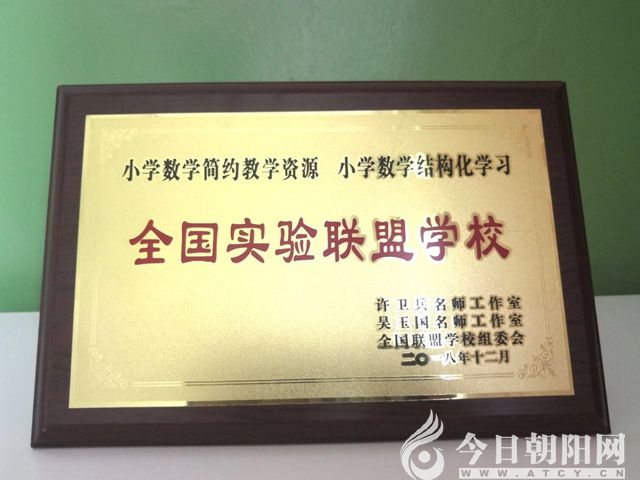 小学数学简约教学资源 小学数学结构化学习
全国实验联盟学校
许卫兵名师工作室
吴玉国名师工作室
全国联盟学校组委会
二〇一八年十二月
今日朝阳网
WWW.ATCY.CN